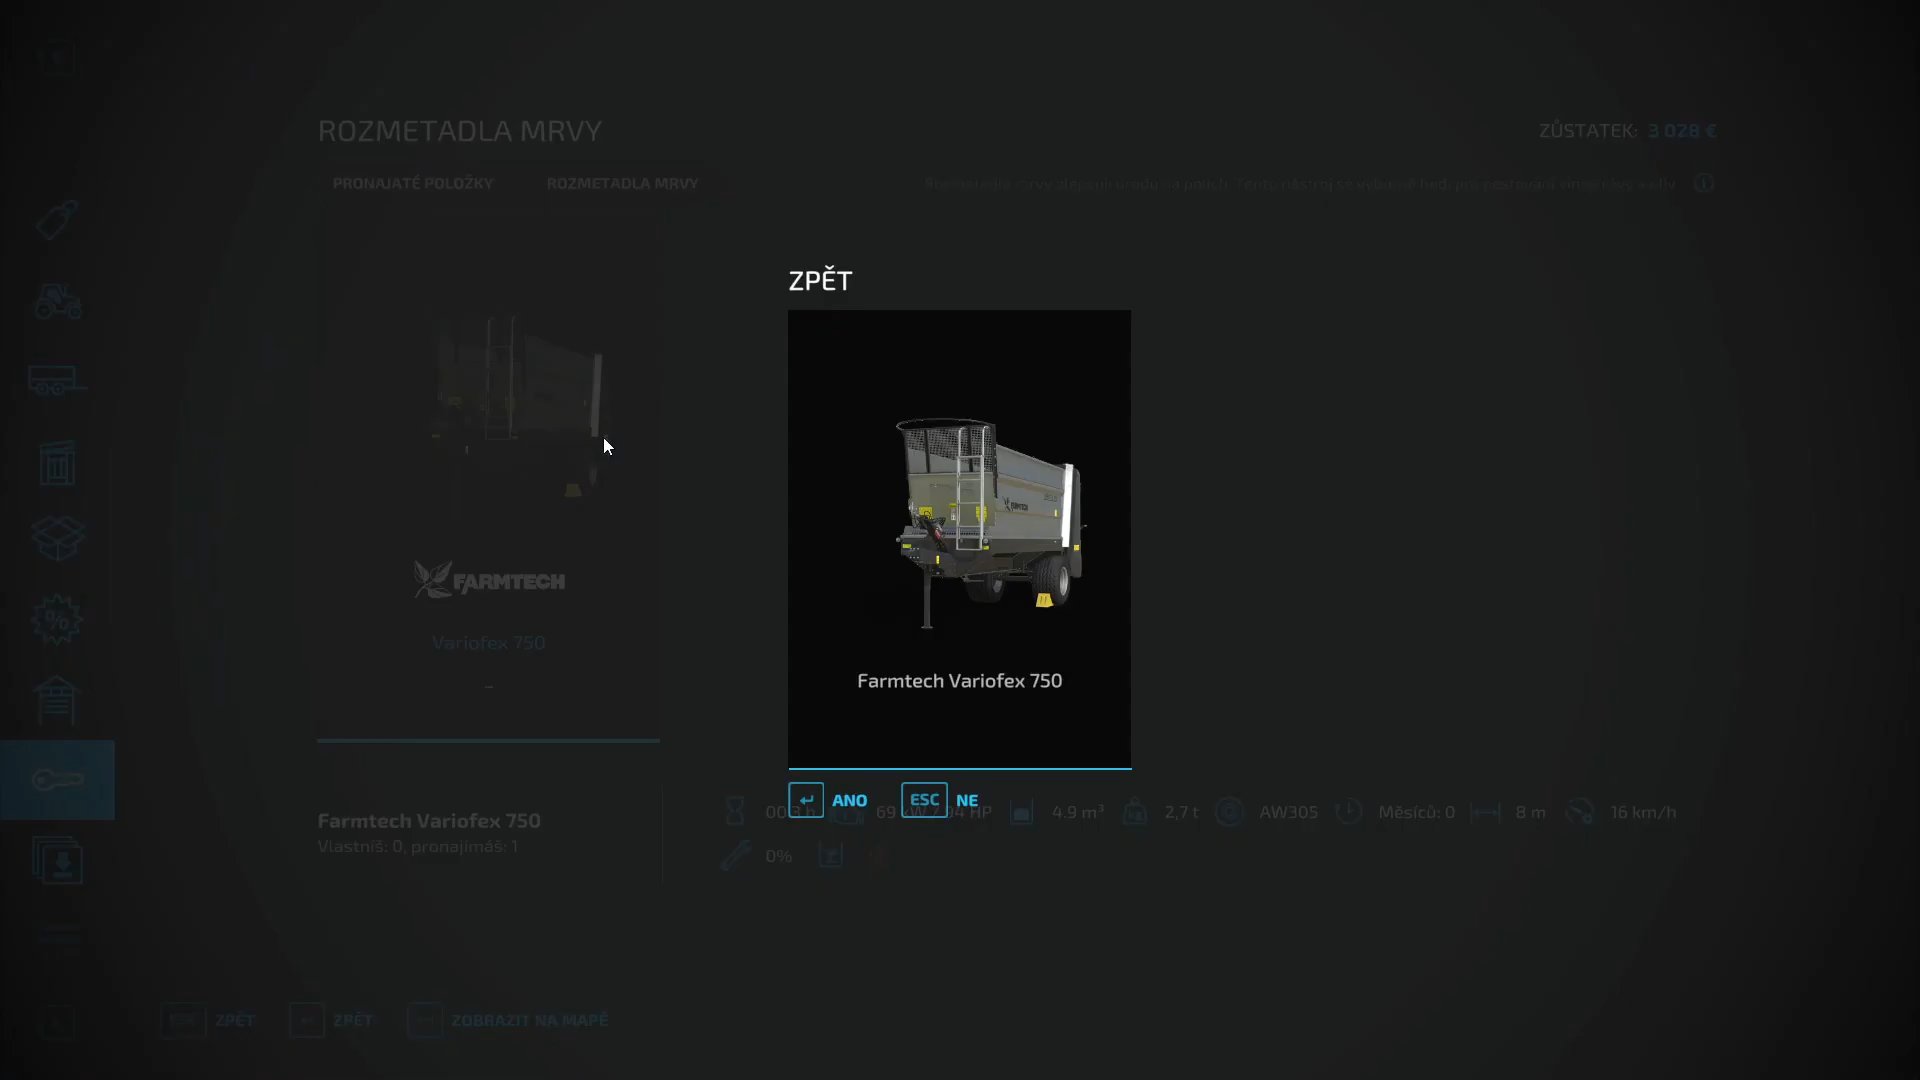 ROZMETADLA MRVY
ZŮSTATEK: 3 028 €
PRONAJATÉ POLOŽKY
ROZMETADLA MRVY
ZPĚT
FARMTECH
Variofex 750
–
FARMTECH
Farmtech Variofex 750
ANO
ESC NE
Farmtech Variofex 750
Vlastníš: 0, pronajímáš: 1
4.9 m³
2,7 t
AW305
Měsíců: 0
8 m
16 km/h
0%
ESC ZPĚT
ZPĚT
ZOBRAZIT NA MAPĚ